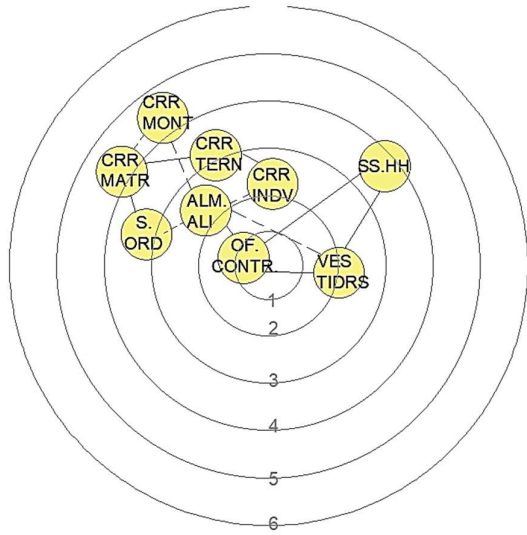 CRR
MONT
CRR
TERN
CRR
MATR
SS.HH
CRR
INDV
ALM.
ALI
S.
ORD
OF.
CONTR.
VES
TIDRS
1
2
3
4
5
6